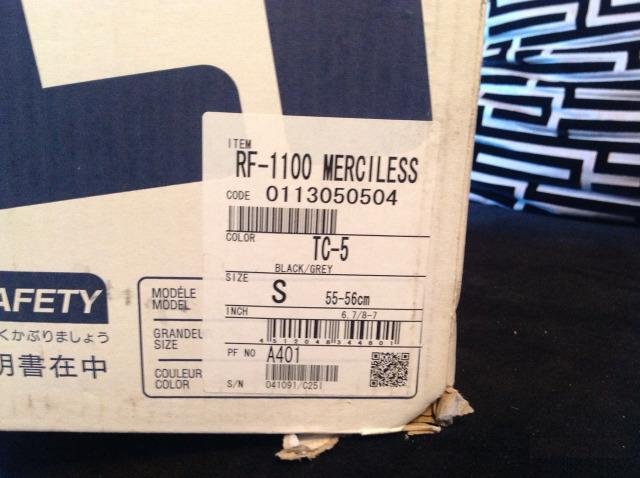 ITEM
RF-1100 MERCILESS
CODE 0113050504
COLOR
TC-5
BLACK/GREY
SIZE
S 55-56cm
INCH 6.7/8-7
4512048344801
PF NO A401
S/N 041091/C251
AFETY
くかぶりましょう
明書在中
MODÈLE
MODEL
GRANDEU
SIZE
COULEUR
COLOR